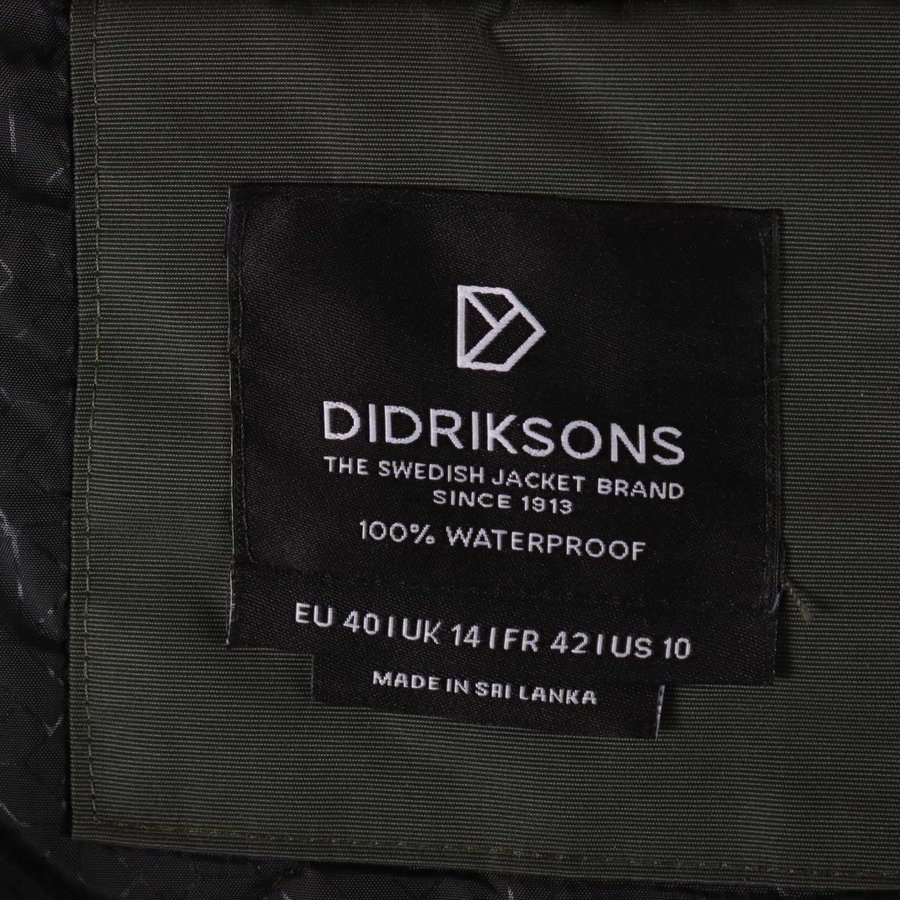 DIDRIKSONS
THE SWEDISH JACKET BRAND
SINCE 1913
100% WATERPROOF
EU 40 | UK 14 | FR 42 | US 10
MADE IN SRI LANKA